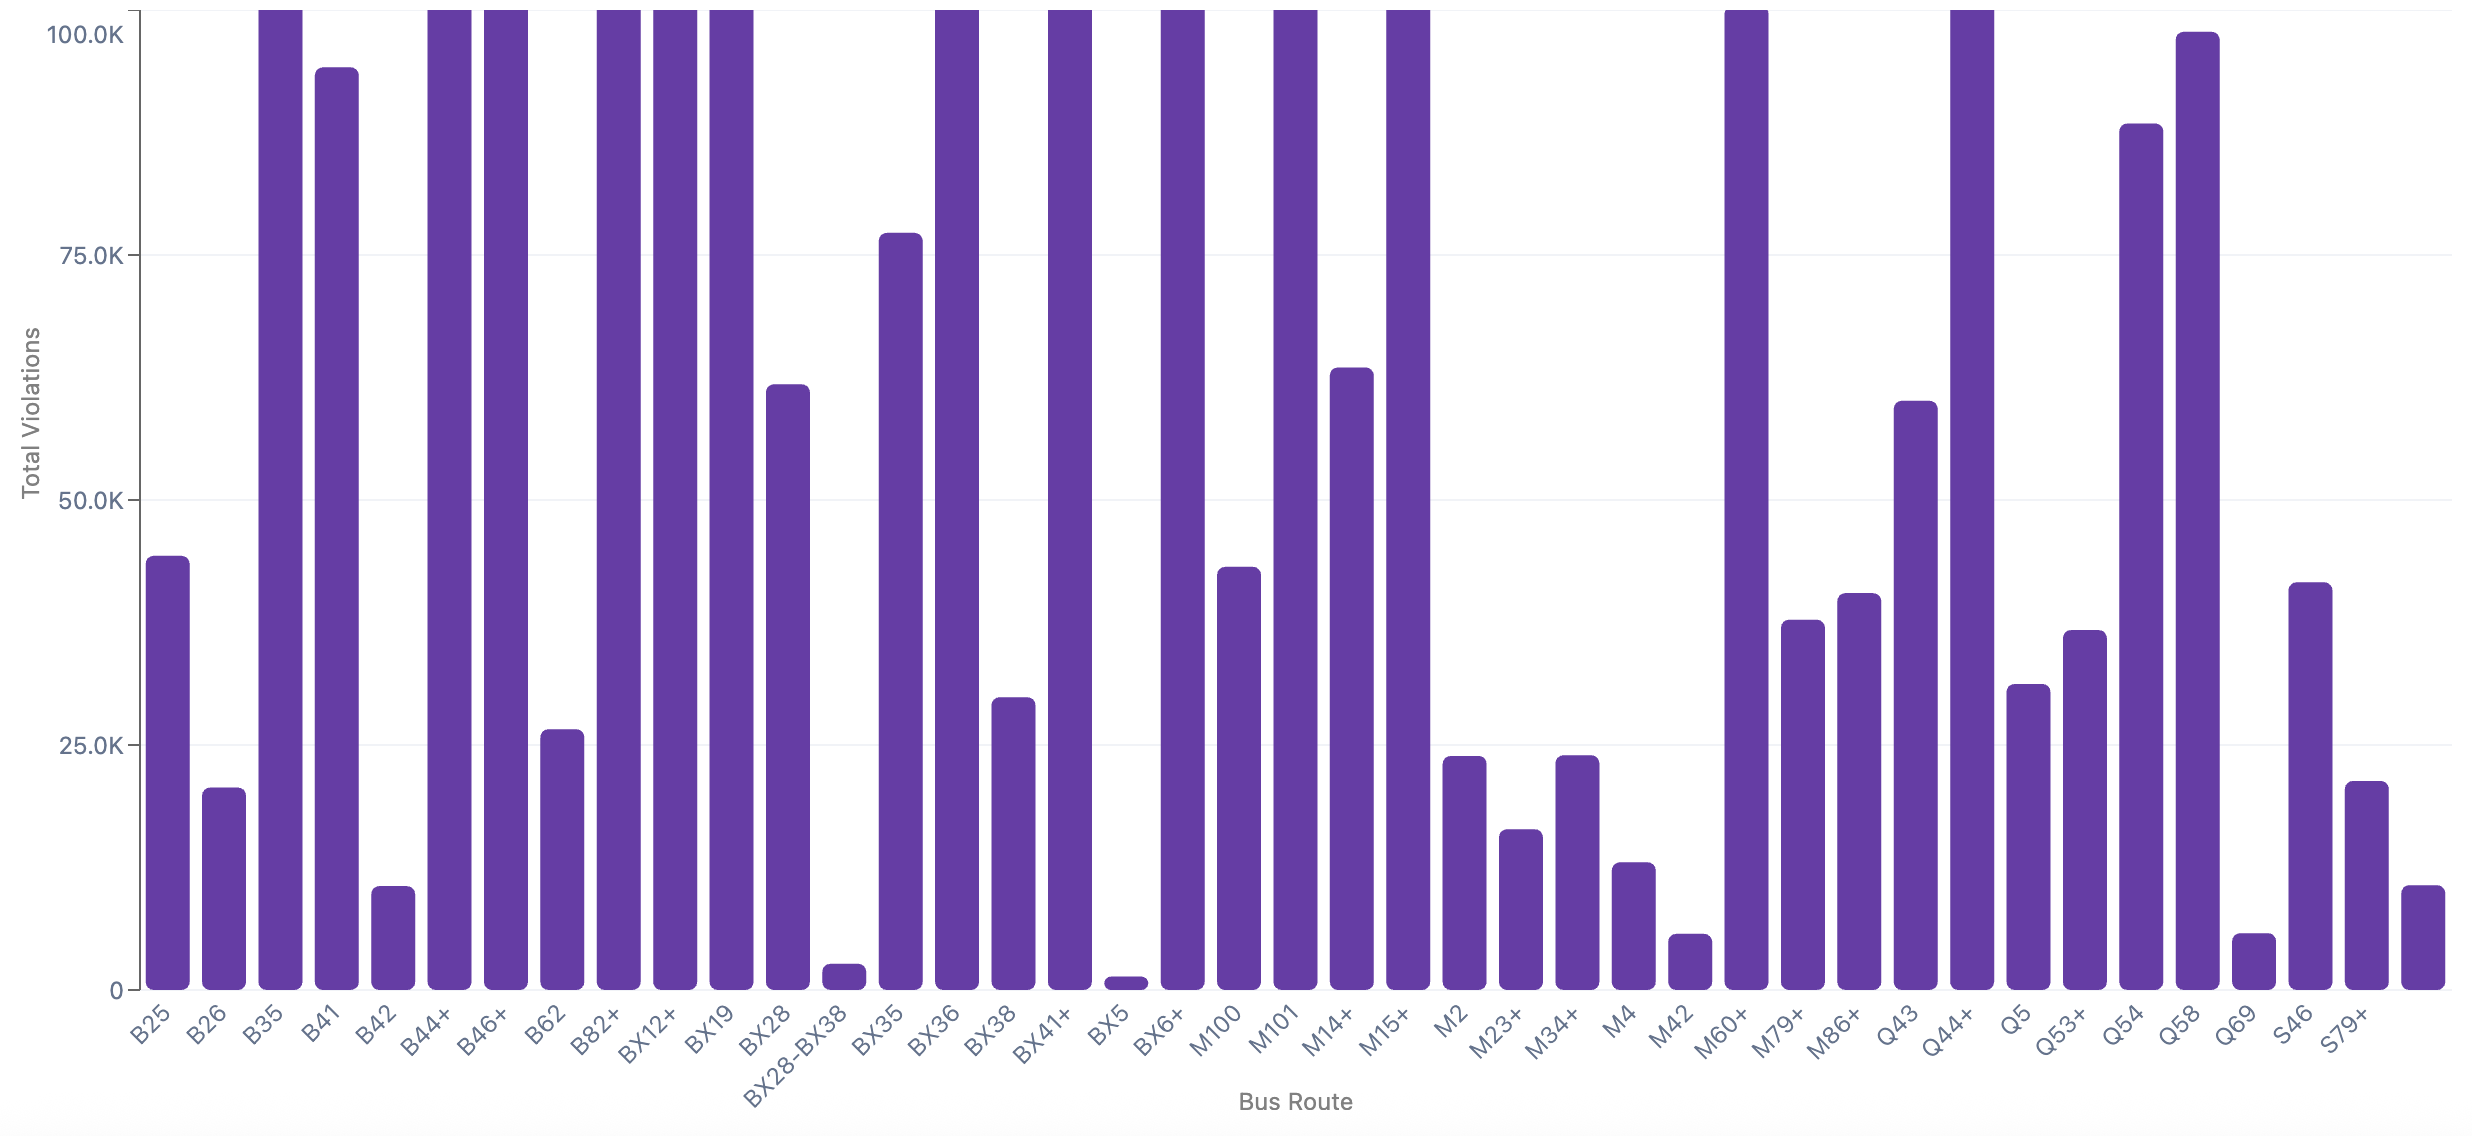 100.0K
75.0K
50.0K
25.0K
0
Total Violations
B25
B26
B35
B41
B42
B44+
B46+
B62
B82+
BX12+
BX19
BX28
BX28-BX38
BX35
BX36
BX38
BX41+
BX5
BX6+
M100
M101
M14+
M15+
M2
M23+
M34+
M4
M42
M60+
M79+
M86+
Q43
Q44+
Q5
Q53+
Q54
Q58
Q69
S46
S79+
Bus Route